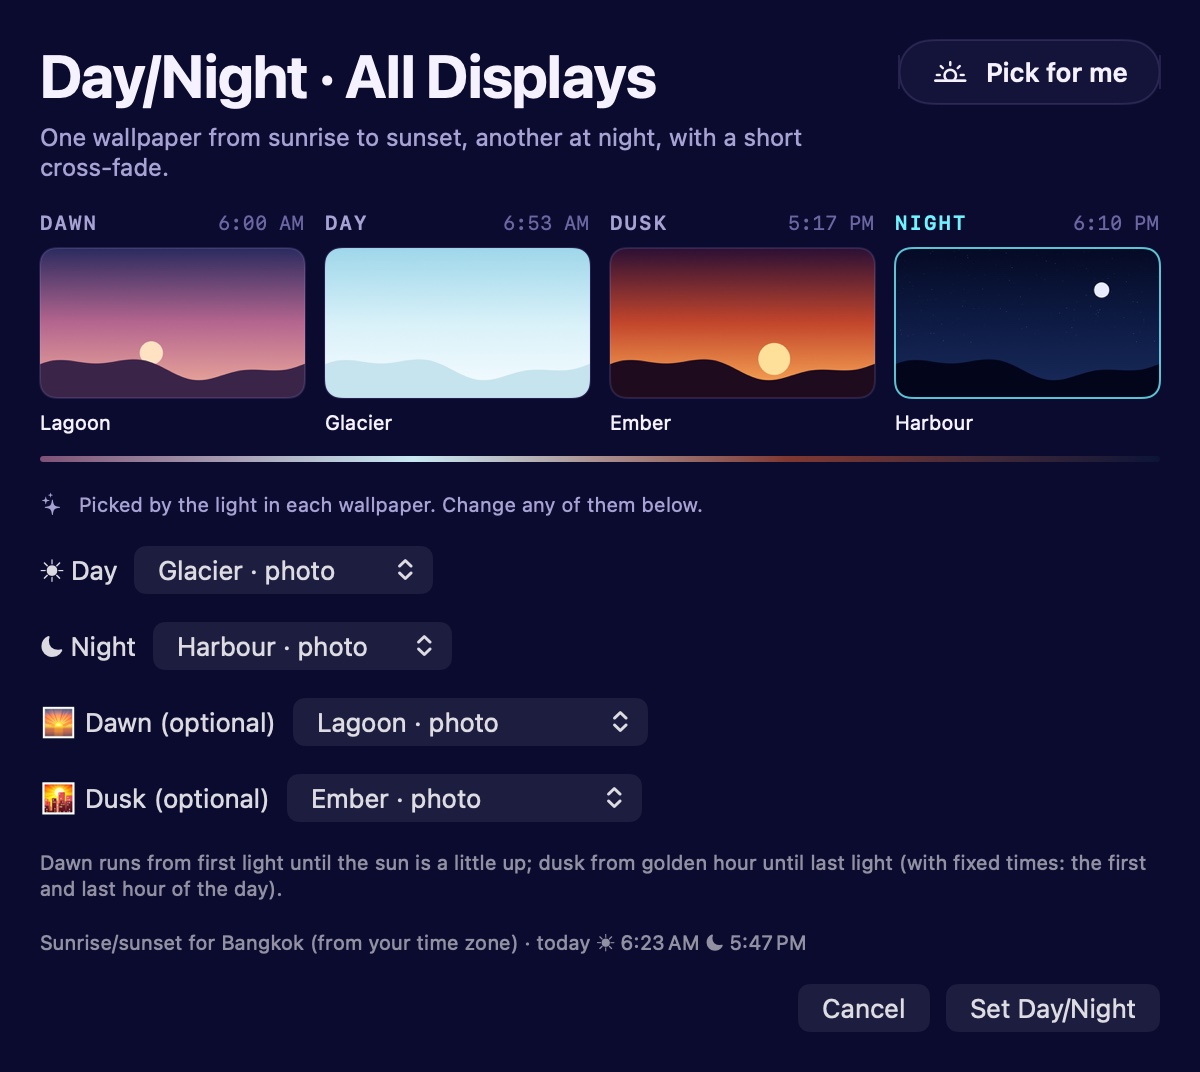 Day/Night · All Displays
Pick for me
One wallpaper from sunrise to sunset, another at night, with a short
cross-fade.
DAWN 6:00 AM
DAY 6:53 AM
DUSK 5:17 PM
NIGHT 6:10 PM
Lagoon
Glacier
Ember
Harbour
Picked by the light in each wallpaper. Change any of them below.
Day Glacier · photo
Night Harbour · photo
Dawn (optional) Lagoon · photo
Dusk (optional) Ember · photo
Dawn runs from first light until the sun is a little up; dusk from golden hour until last light (with fixed times: the first
and last hour of the day).
Sunrise/sunset for Bangkok (from your time zone) · today ☀ 6:23 AM ⏾ 5:47 PM
Cancel
Set Day/Night